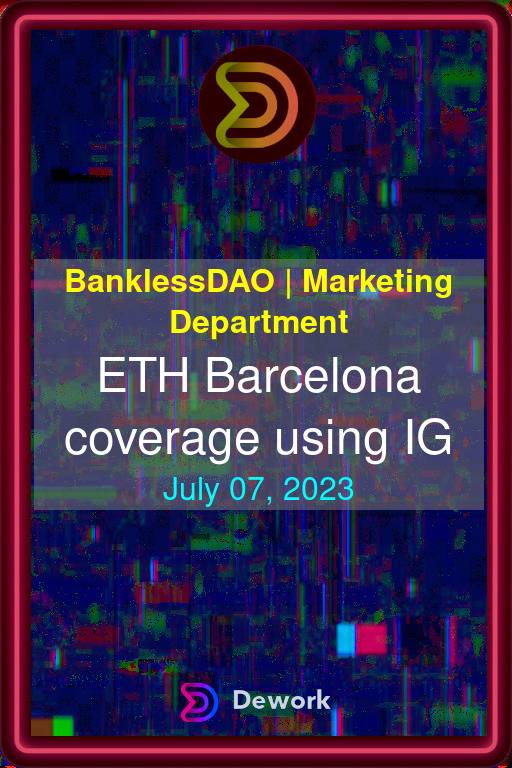 BanklessDAO | Marketing
Department
ETH Barcelona
coverage using IG
July 07, 2023
Dework